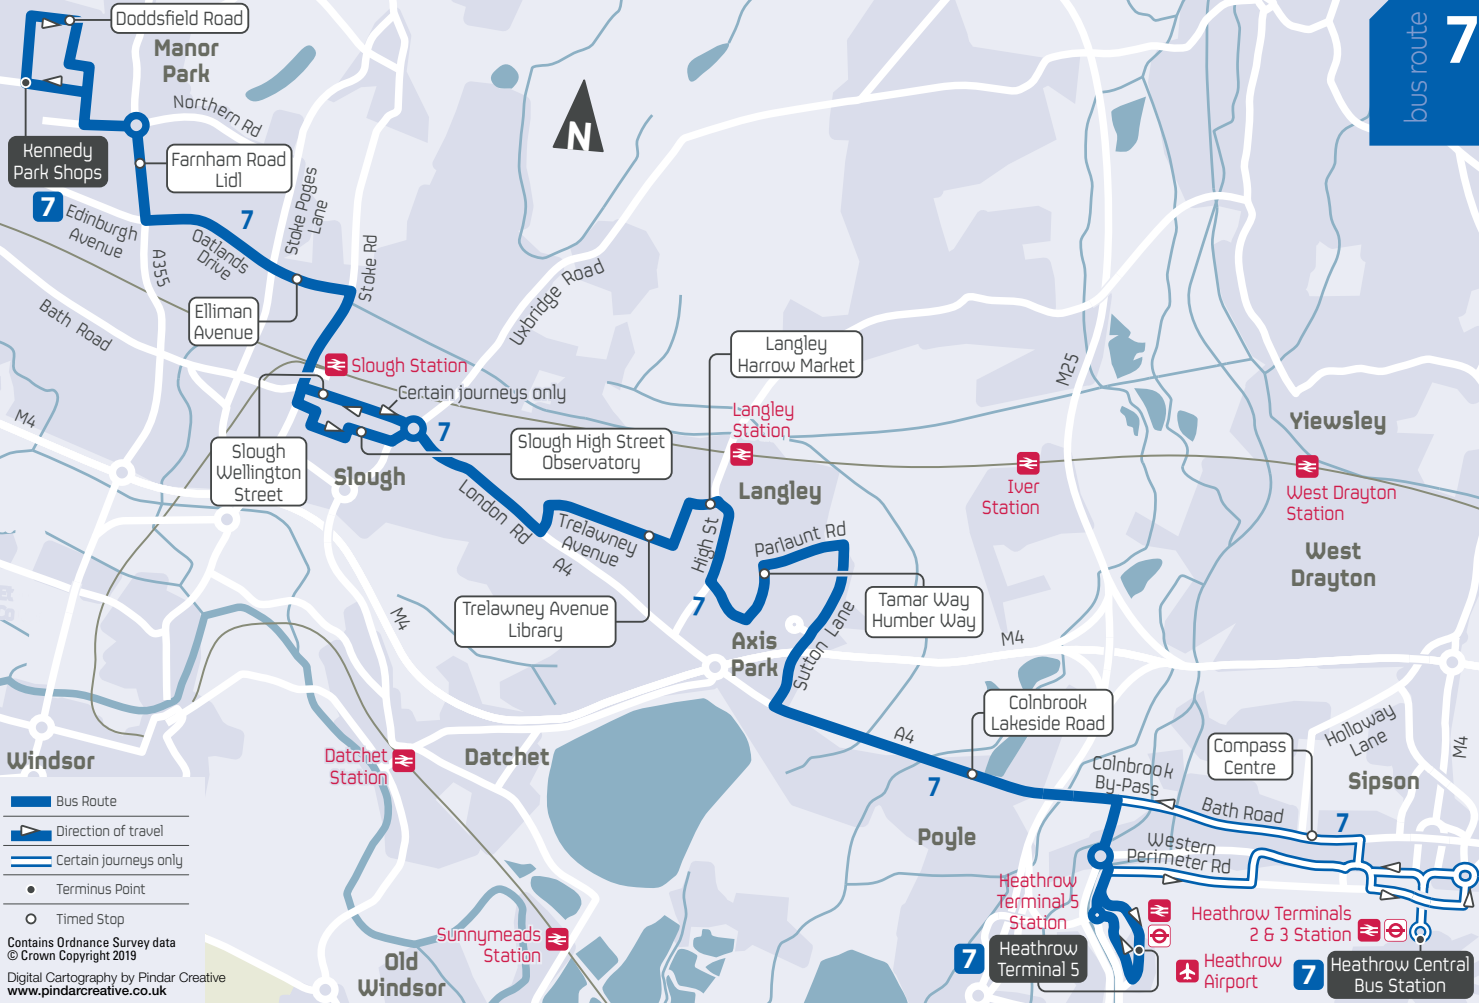 Doddsfield Road
Manor
Park
Northern Rd
Kennedy
Park Shops
7
Farnham Road
Lidl
Edinburgh
Avenue
A355
Oatlands
Drive
7
Stoke Poges
Lane
Stoke Rd
Elliman
Avenue
Bath Road
M4
N
bus route
7
Uxbridge Road
Slough Station
Certain journeys only
7
Slough
Wellington
Street
Slough
Slough High Street
Observatory
Langley
Harrow Market
Langley
Station
Langley
M25
Iver
Station
Yiewsley
West Drayton
Station
West
Drayton
London Rd
A4
Trelawney
Avenue
High St
Parlaunt Rd
7
Trelawney Avenue
Library
Tamar Way
Humber Way
Axis
Park
Sutton Lane
M4
M4
Windsor
Datchet
Station
Datchet
A4
7
Colnbrook
Lakeside Road
Colnbrook
By-Pass
Compass
Centre
Holloway
Lane
M4
Sipson
Bath Road
7
Western
Perimeter Rd
Poyle
Heathrow
Terminal 5
Station
7
Heathrow
Terminal 5
Heathrow Terminals
2 & 3 Station
Heathrow
Airport
7
Heathrow Central
Bus Station
Sunnymeads
Station
Old
Windsor
Bus Route
Direction of travel
Certain journeys only
Terminus Point
Timed Stop
Contains Ordnance Survey data
© Crown Copyright 2019
Digital Cartography by Pindar Creative
www.pindarcreative.co.uk